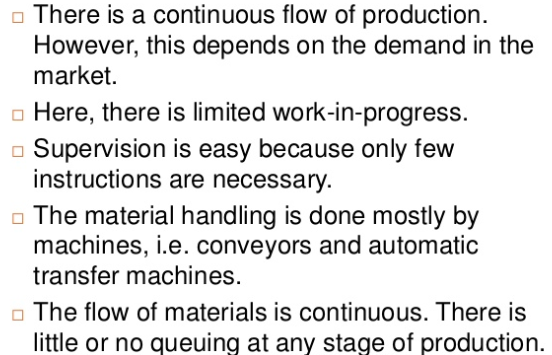 □ There is a continuous flow of production.
However, this depends on the demand in the
market.
□ Here, there is limited work-in-progress.
□ Supervision is easy because only few
instructions are necessary.
□ The material handling is done mostly by
machines, i.e. conveyors and automatic
transfer machines.
□ The flow of materials is continuous. There is
little or no queuing at any stage of production.